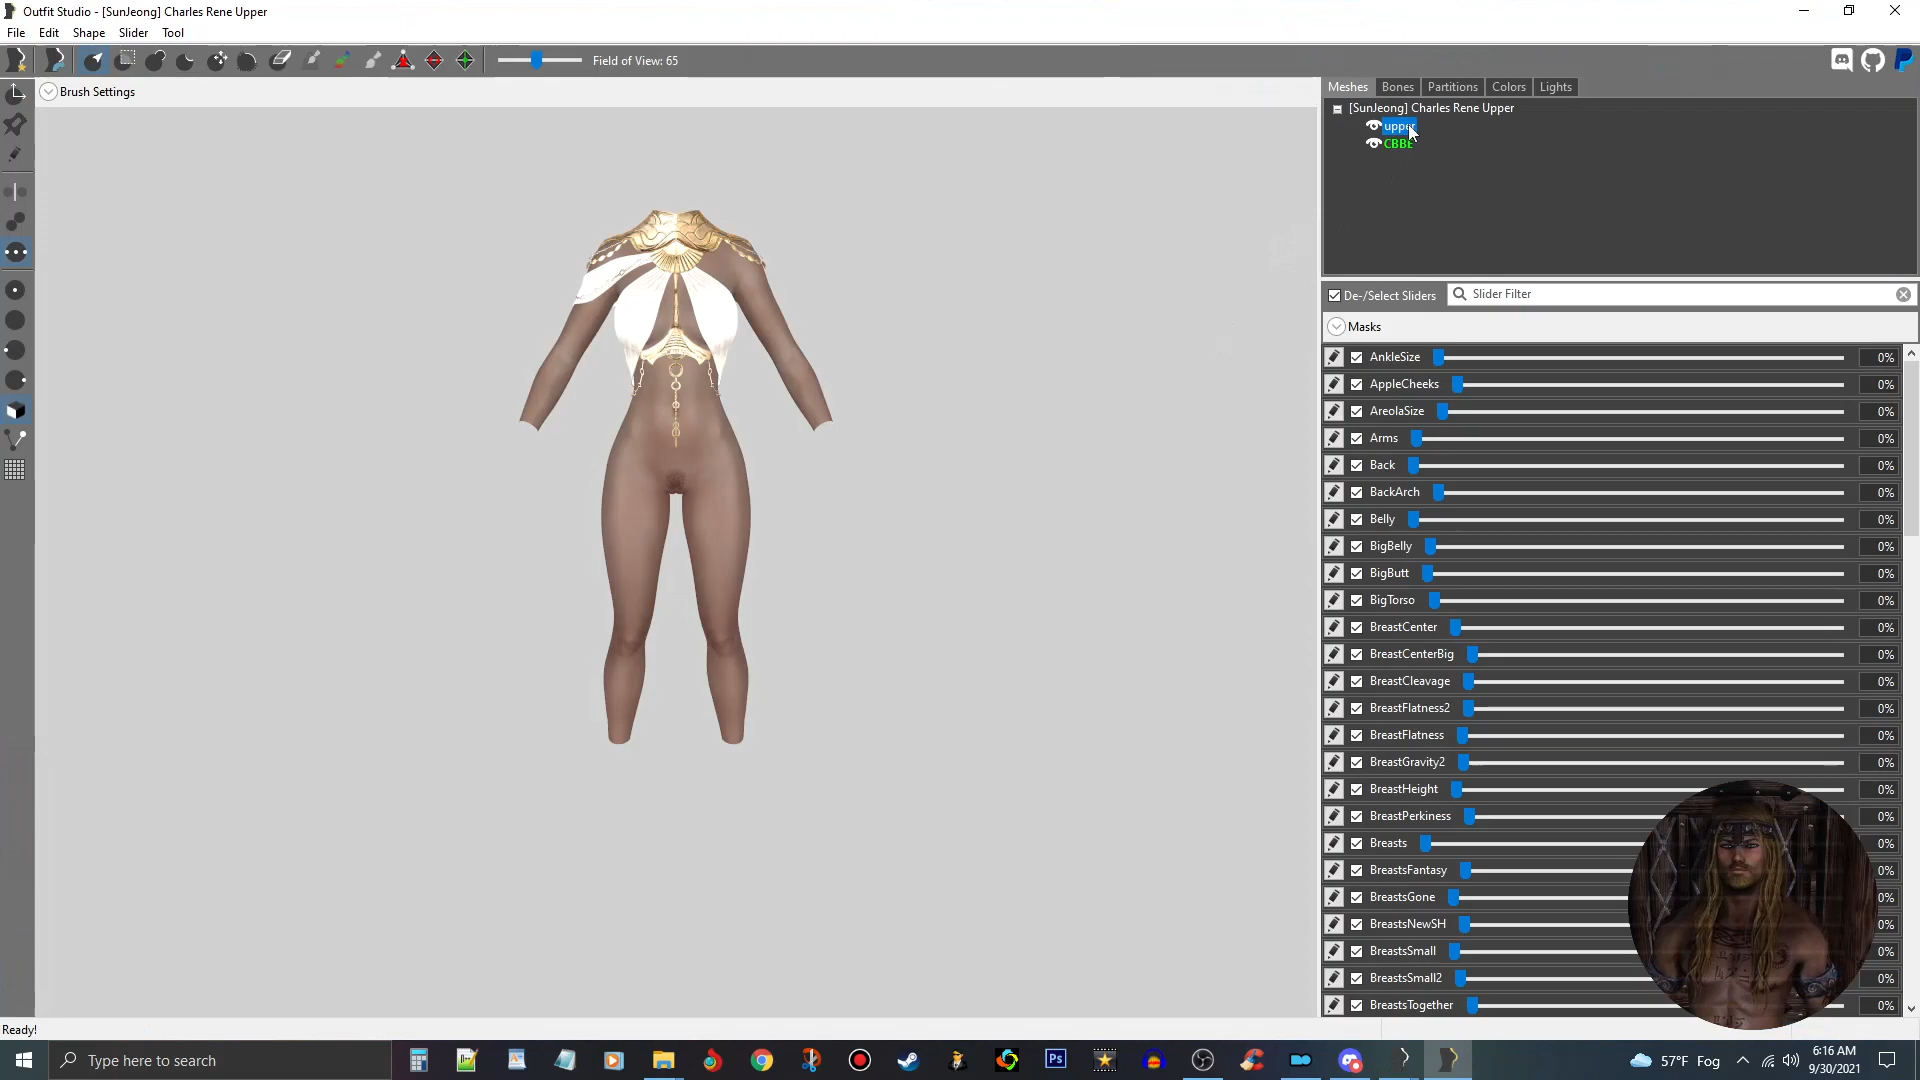 Outfit Studio - [SunJeong] Charles Rene Upper
File Edit Shape Slider Tool
Field of View: 65
Brush Settings
Meshes Bones Partitions Colors Lights
[SunJeong] Charles Rene Upper
upper
CBBE
De-/Select Sliders Slider Filter
Masks
AnkleSize 0%
AppleCheeks 0%
AreolaSize 0%
Arms 0%
Back 0%
BackArch 0%
Belly 0%
BigBelly 0%
BigButt 0%
BigTorso 0%
BreastCenter 0%
BreastCenterBig 0%
BreastCleavage 0%
BreastFlatness2 0%
BreastFlatness 0%
BreastGravity2 0%
BreastHeight 0%
BreastPerkiness 0%
Breasts 0%
BreastsFantasy 0%
BreastsGone 0%
BreastsNewSH 0%
BreastsSmall 0%
BreastsSmall2 0%
BreastsTogether 0%
Ready!
Type here to search
Ps
57°F Fog
6:16 AM
9/30/2021